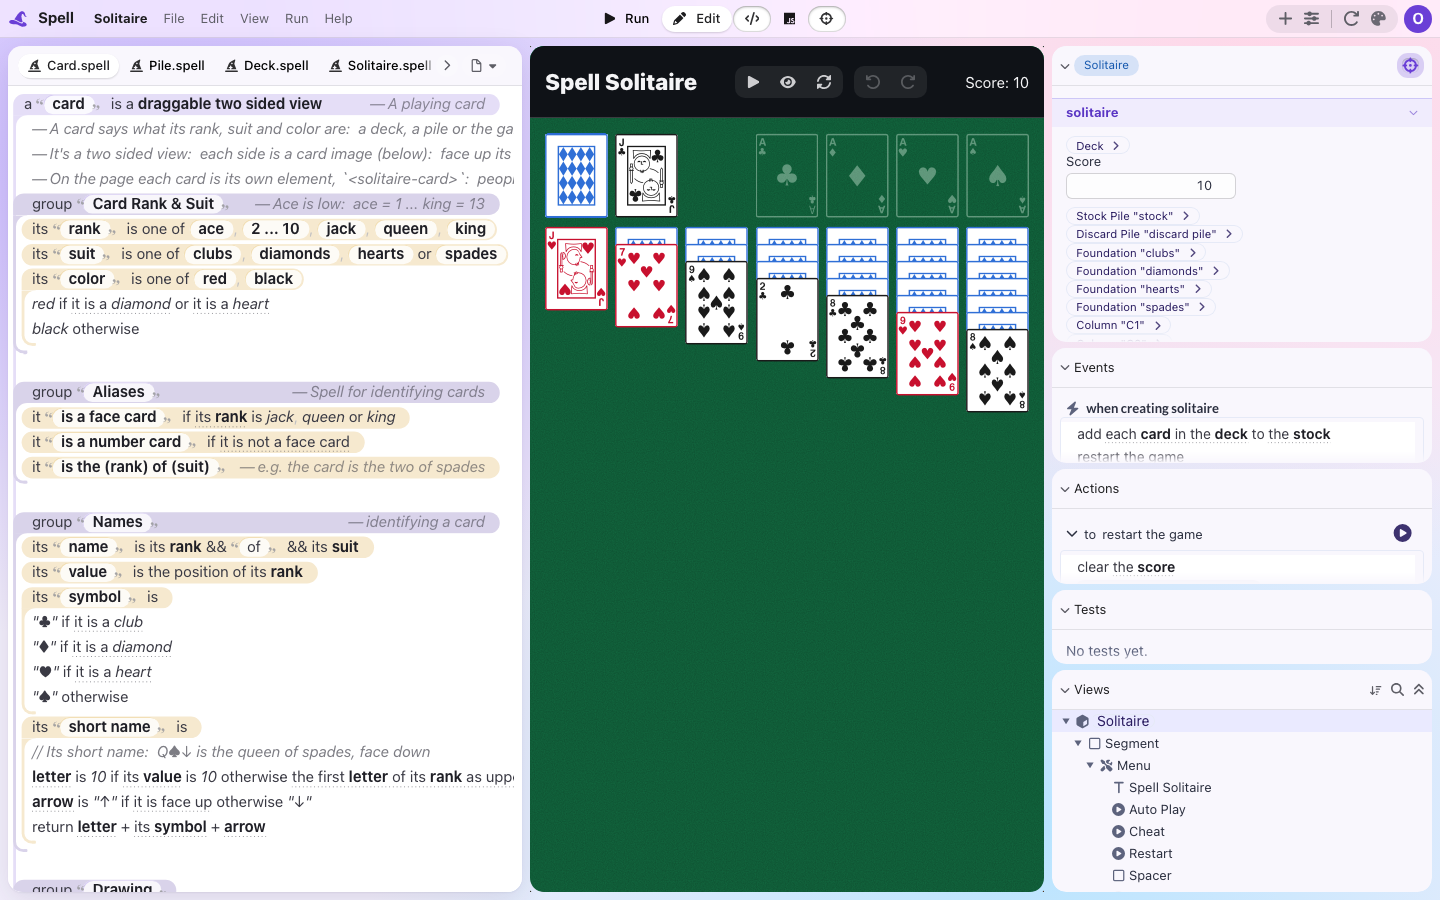 Spell Solitaire File Edit View Run Help
Run Edit
O
Card.spell Pile.spell Deck.spell Solitaire.spell
a “ card ” is a draggable two sided view — A playing card
— A card says what its rank, suit and color are: a deck, a pile or the ga
— It's a two sided view: each side is a card image (below): face up its
— On the page each card is its own element, `<solitaire-card>`: peopl
group “ Card Rank & Suit ” — Ace is low: ace = 1 ... king = 13
its “ rank ” is one of ace , 2 ... 10 , jack , queen , king
its “ suit ” is one of clubs , diamonds , hearts or spades
its “ color ” is one of red , black
red if it is a diamond or it is a heart
black otherwise
group “ Aliases ” — Spell for identifying cards
it “ is a face card ” if its rank is jack, queen or king
it “ is a number card ” if it is not a face card
it “ is the (rank) of (suit) ” — e.g. the card is the two of spades
group “ Names ” — identifying a card
its “ name ” is its rank && “ of ” && its suit
its “ value ” is the position of its rank
its “ symbol ” is
"♣" if it is a club
"♦" if it is a diamond
"♥" if it is a heart
"♠" otherwise
its “ short name ” is
// Its short name: Q♠↓ is the queen of spades, face down
letter is 10 if its value is 10 otherwise the first letter of its rank as uppe
arrow is "↑" if it is face up otherwise "↓"
return letter + its symbol + arrow
group “ Drawing ”
Spell Solitaire
Score: 10
J J
A A A A A A A A
J J
7 7
9 9
2 2
8 8
9 9
8 8
Solitaire
solitaire
Deck
Score
10
Stock Pile "stock"
Discard Pile "discard pile"
Foundation "clubs"
Foundation "diamonds"
Foundation "hearts"
Foundation "spades"
Column "C1"
Events
when creating solitaire
add each card in the deck to the stock
restart the game
Actions
to restart the game
clear the score
Tests
No tests yet.
Views
Solitaire
Segment
Menu
Spell Solitaire
Auto Play
Cheat
Restart
Spacer